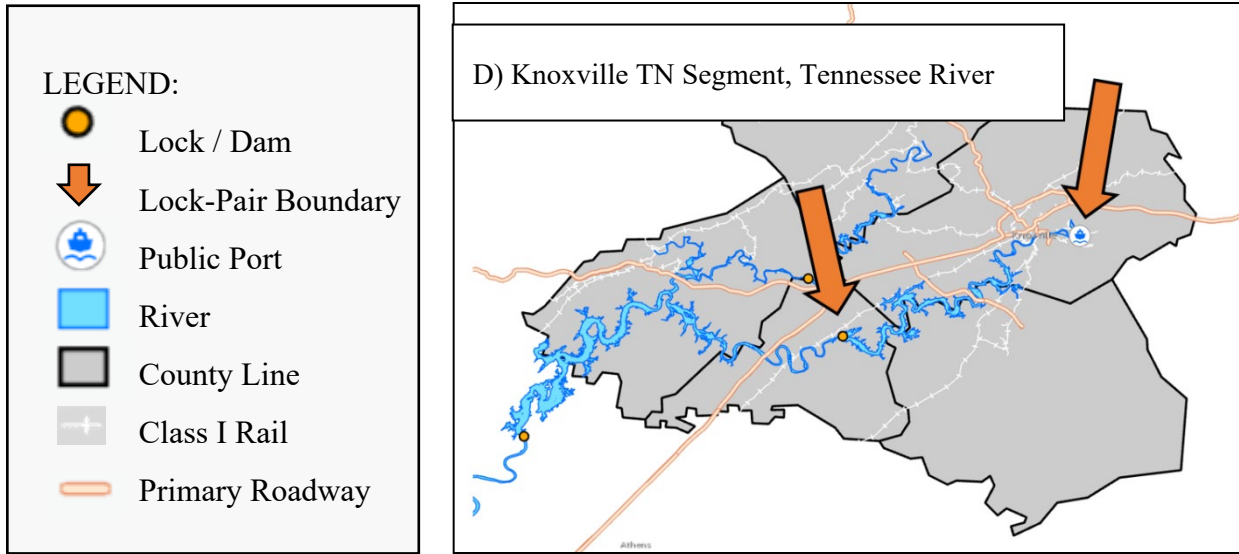 LEGEND:
Lock / Dam
Lock-Pair Boundary
Public Port
River
County Line
Class I Rail
Primary Roadway
D) Knoxville TN Segment, Tennessee River
Athens